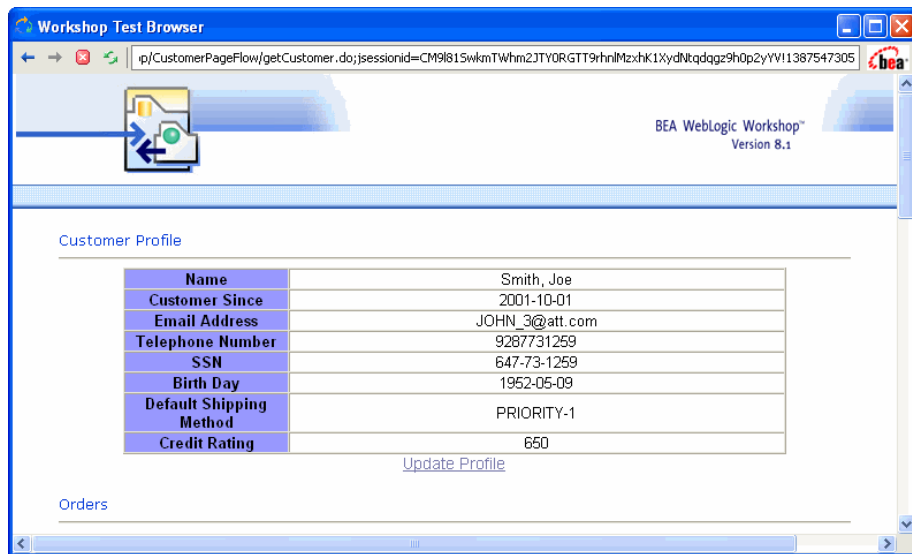 Workshop Test Browser
ip/CustomerPageFlow/getCustomer.do;jsessionid=CM9l815wkmTWhm2JTY0RGTT9rhnlMzxhK1XydNtqdqgz9h0p2yYV!1387547305
bea
BEA WebLogic Workshop™
Version 8.1
Customer Profile
Name Smith, Joe
Customer Since 2001-10-01
Email Address JOHN_3@att.com
Telephone Number 9287731259
SSN 647-73-1259
Birth Day 1952-05-09
Default Shipping
Method PRIORITY-1
Credit Rating 650
Update Profile
Orders